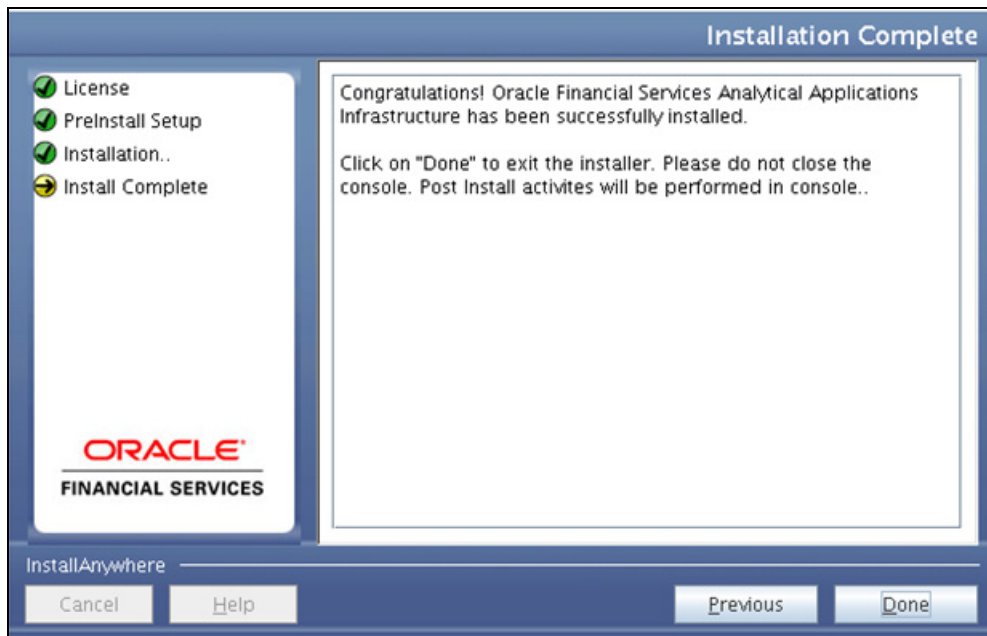 Installation Complete
License
PreInstall Setup
Installation..
Install Complete
ORACLE
FINANCIAL SERVICES
Congratulations! Oracle Financial Services Analytical Applications
Infrastructure has been successfully installed.
Click on "Done" to exit the installer. Please do not close the
console. Post Install activites will be performed in console..
InstallAnywhere
Cancel
Help
Previous
Done